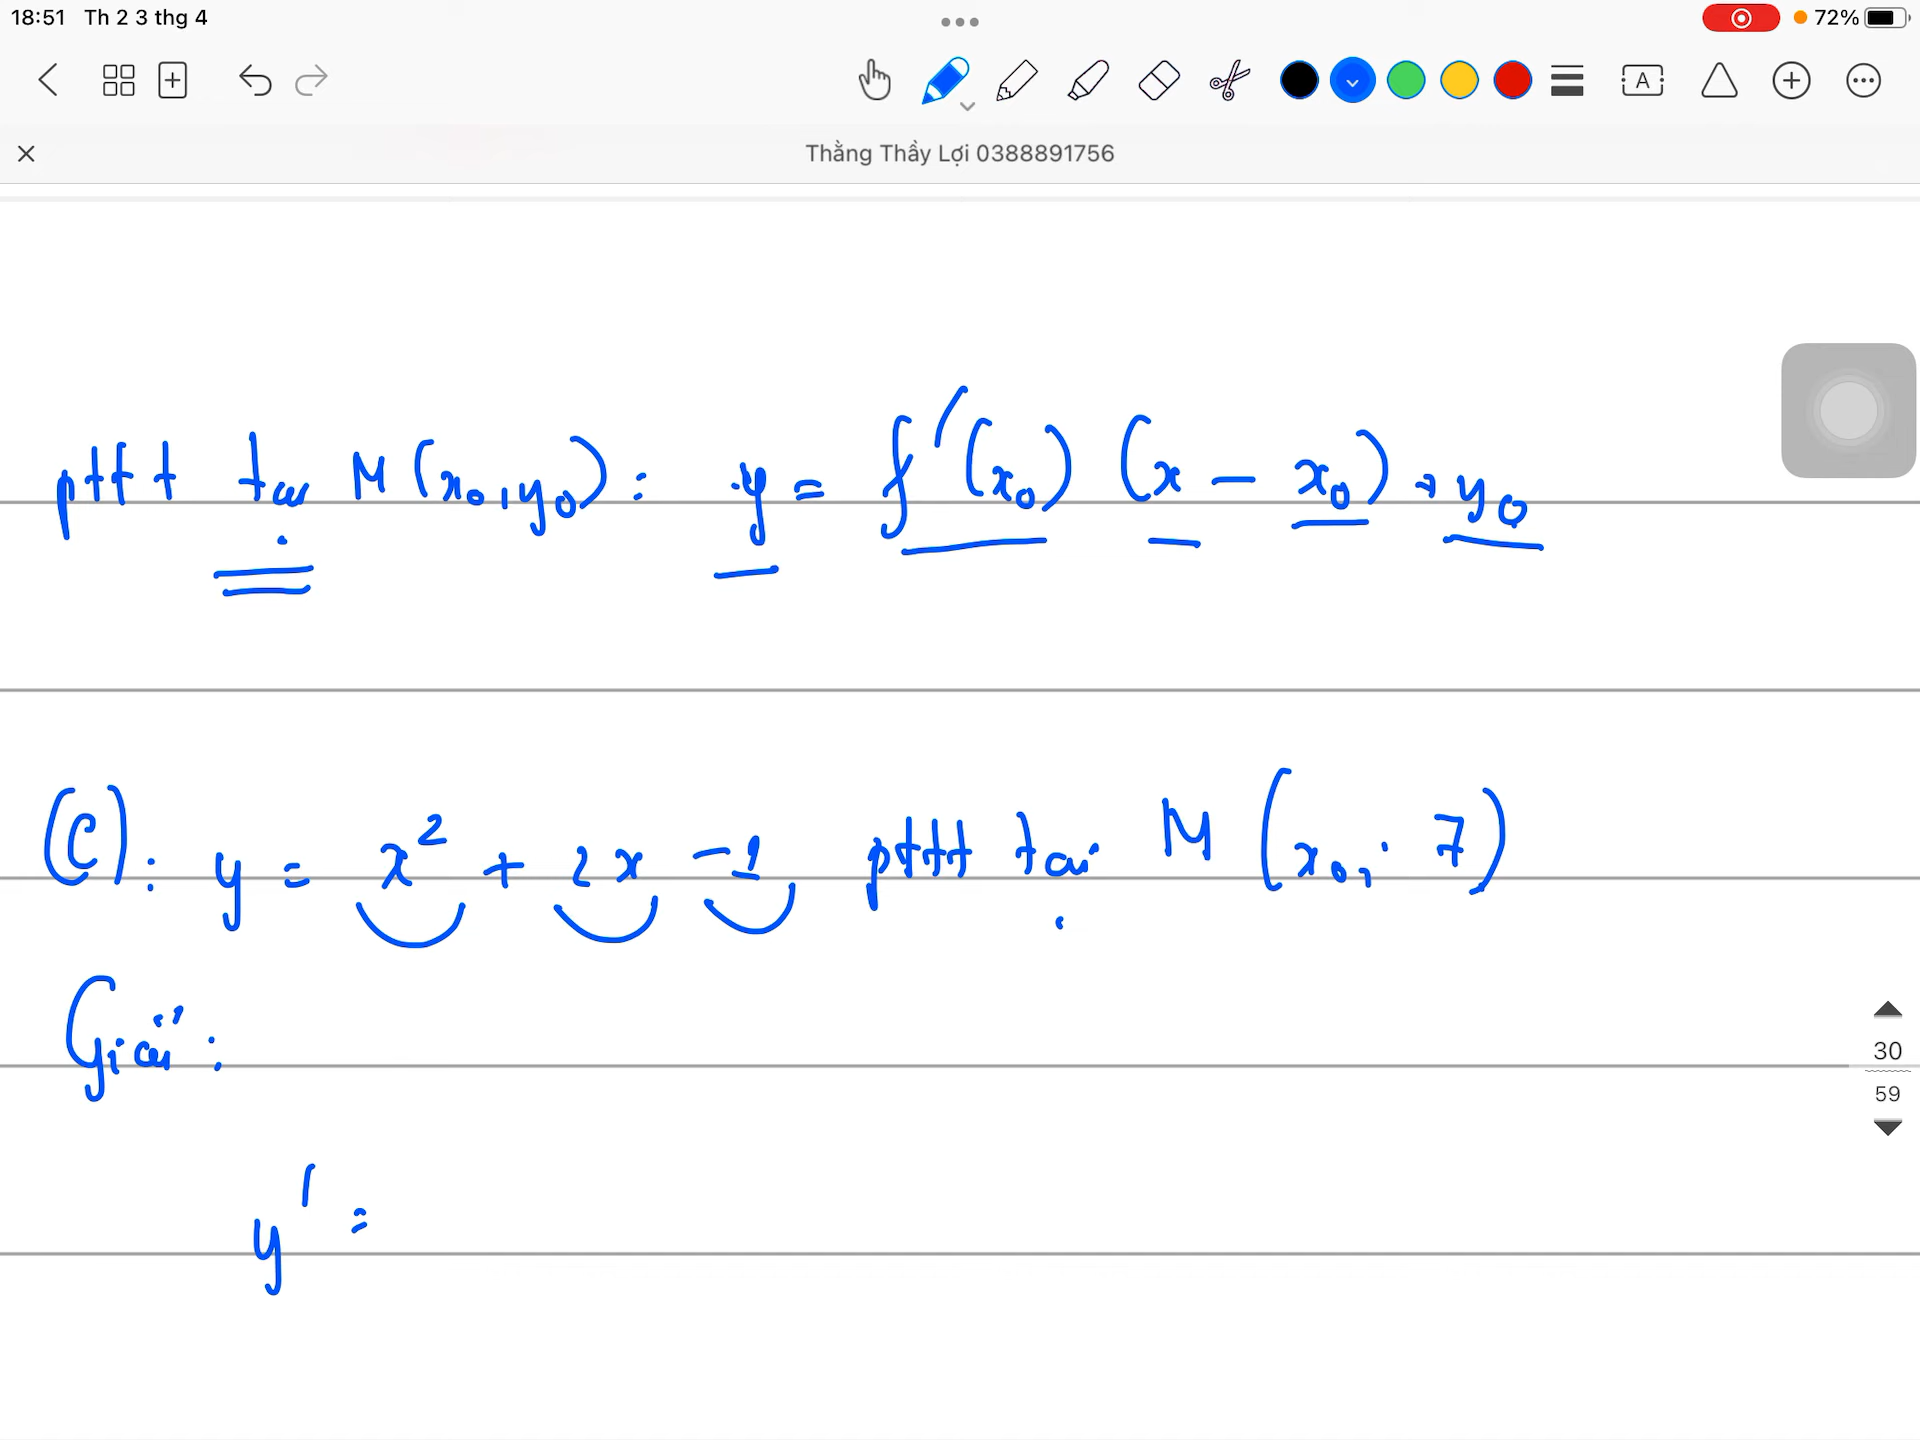 18:51 Th 2 3 thg 4 72%
A
Thằng Thầy Lợi 0388891756
pttt tại M(x₀, y₀): y = f'(x₀) (x - x₀) + y₀
(C): y = x² + 2x - 1 pttt tại M (x₀, 7)
Giải:
30
59
y' =